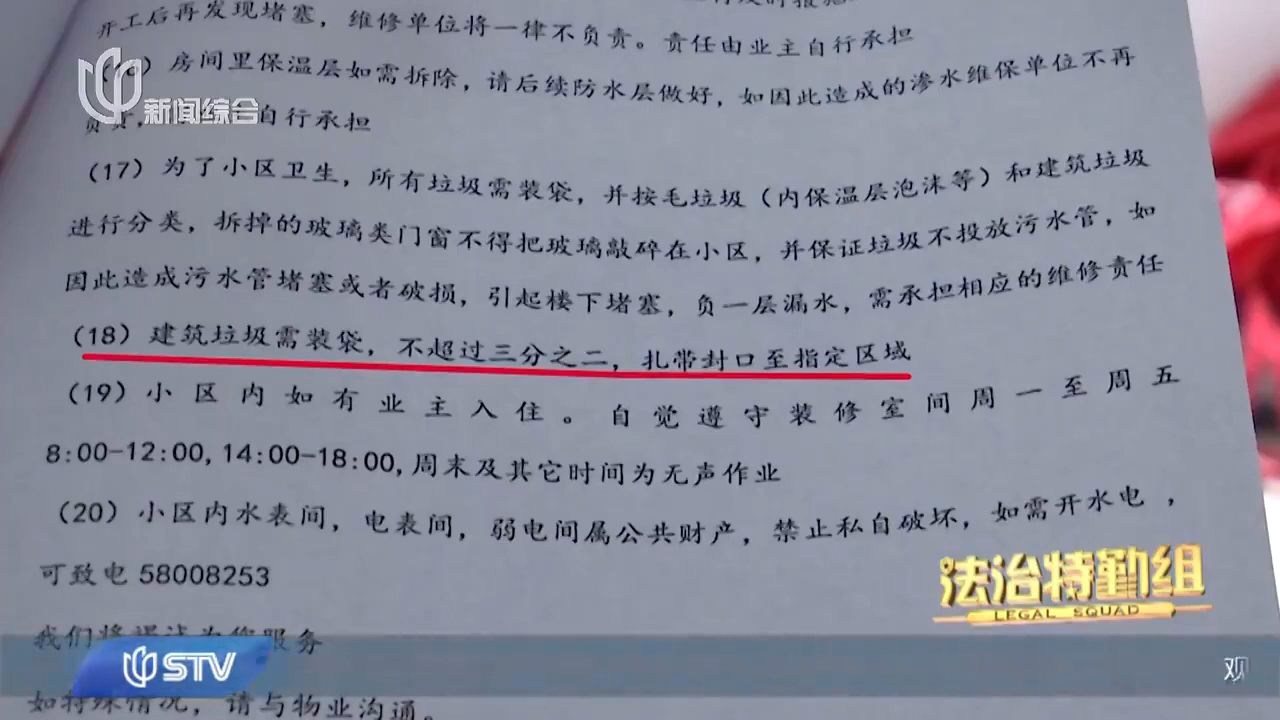 开工后再发现堵塞，维修单位将一律不负责。责任由业主自行承担
）房间里保温层如需拆除，请后续防水层做好，如因此造成的渗水维保单位不再
自行承担
新闻综合
（17）为了小区卫生，所有垃圾需装袋，并按毛垃圾（内保温层泡沫等）和建筑垃圾
进行分类，拆掉的玻璃类门窗不得把玻璃敲碎在小区，并保证垃圾不投放污水管，如
因此造成污水管堵塞或者破损，引起楼下堵塞，负一层漏水，需承担相应的维修责任
（18）建筑垃圾需装袋，不超过三分之二，扎带封口至指定区域
（19）小区内如有业主入住。自觉遵守装修室间周一至周五
8:00-12:00,14:00-18:00,周末及其它时间为无声作业
（20）小区内水表间，电表间，弱电间属公共财产，禁止私自破坏，如需开水电，
可致电 58008253
法治特勤组
LEGAL SQUAD
我们将竭诚为您服务
STV
观
如特殊情况，请与物业沟通。